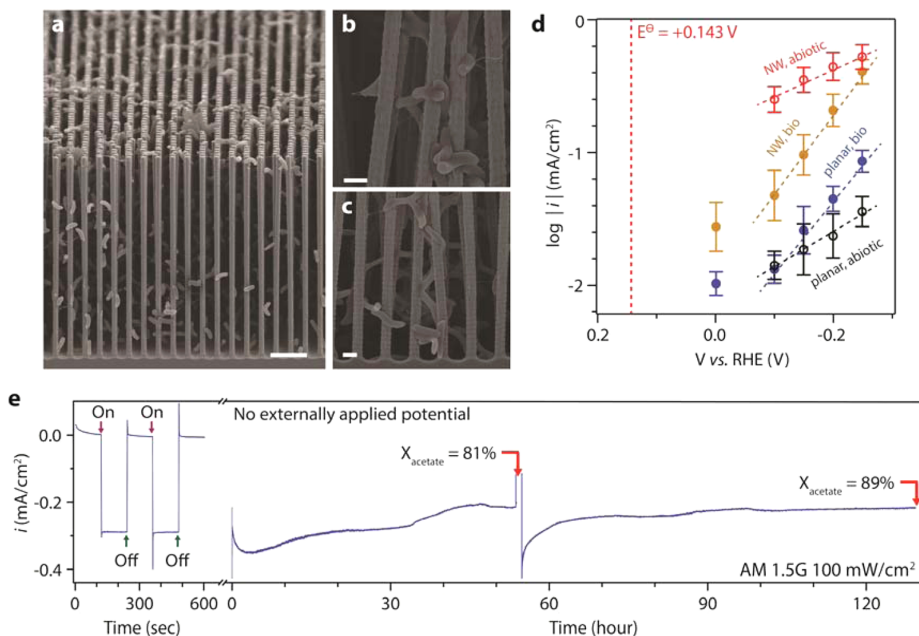 a
b
c
d
E⊖ = +0.143 V
NW, abiotic
NW, bio
planar, bio
planar, abiotic
log | i | (mA/cm²)
0
-1
-2
0.2
0.0
-0.2
V vs. RHE (V)
e
On
On
Off
Off
No externally applied potential
X_acetate = 81%
X_acetate = 89%
AM 1.5G 100 mW/cm²
i (mA/cm²)
0.0
-0.2
-0.4
0
200
400
600
0
30
60
90
120
Time (sec)
Time (hour)